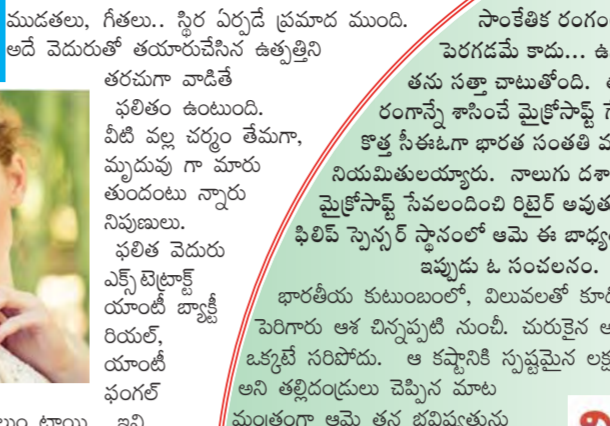 ముడతలు, గీతలు.. స్థిర ఏర్పడే ప్రమాద ముంది.
అదే వెదురుతో తయారుచేసిన ఉత్పత్తిని
తరచుగా వాడితే
ఫలితం ఉంటుంది.
వీటి వల్ల చర్మం తేమగా,
మృదువు గా మారు
తుందంటు న్నారు
నిపుణులు.
ఫలిత వెదురు
ఎక్స్‌టెట్రాక్ట్
యాంటీ బ్యాక్టీ
రియల్,
యాంటీ
ఫంగల్
సాంకేతిక రంగం
పెరగడమే కాదు... ఉ
తను సత్తా చాటుతోంది.
రంగాన్నే శాసించే మైక్రోసాఫ్ట్ గే
కొత్త సీఈఓగా భారత సంతతి మ
నియమితులయ్యారు. నాలుగు దశా
మైక్రోసాఫ్ట్ సేవలందించి రిటైర్ అవుత
ఫిలిప్ స్పెన్సర్ స్థానంలో ఆమె ఈ బాధ్య
ఇప్పుడు ఓ సంచలనం.
భారతీయ కుటుంబంలో, విలువలతో కూడి
పెరిగారు ఆశ చిన్నప్పటి నుంచీ. చురుకైన
ఒక్కటే సరిపోదు. ఆ కష్టానికి స్పష్టమైన లక్ష
అని తల్లిదండ్రులు చెప్పిన మాట
మంత్రంగా ఆమె తన భవిష్యత్తును